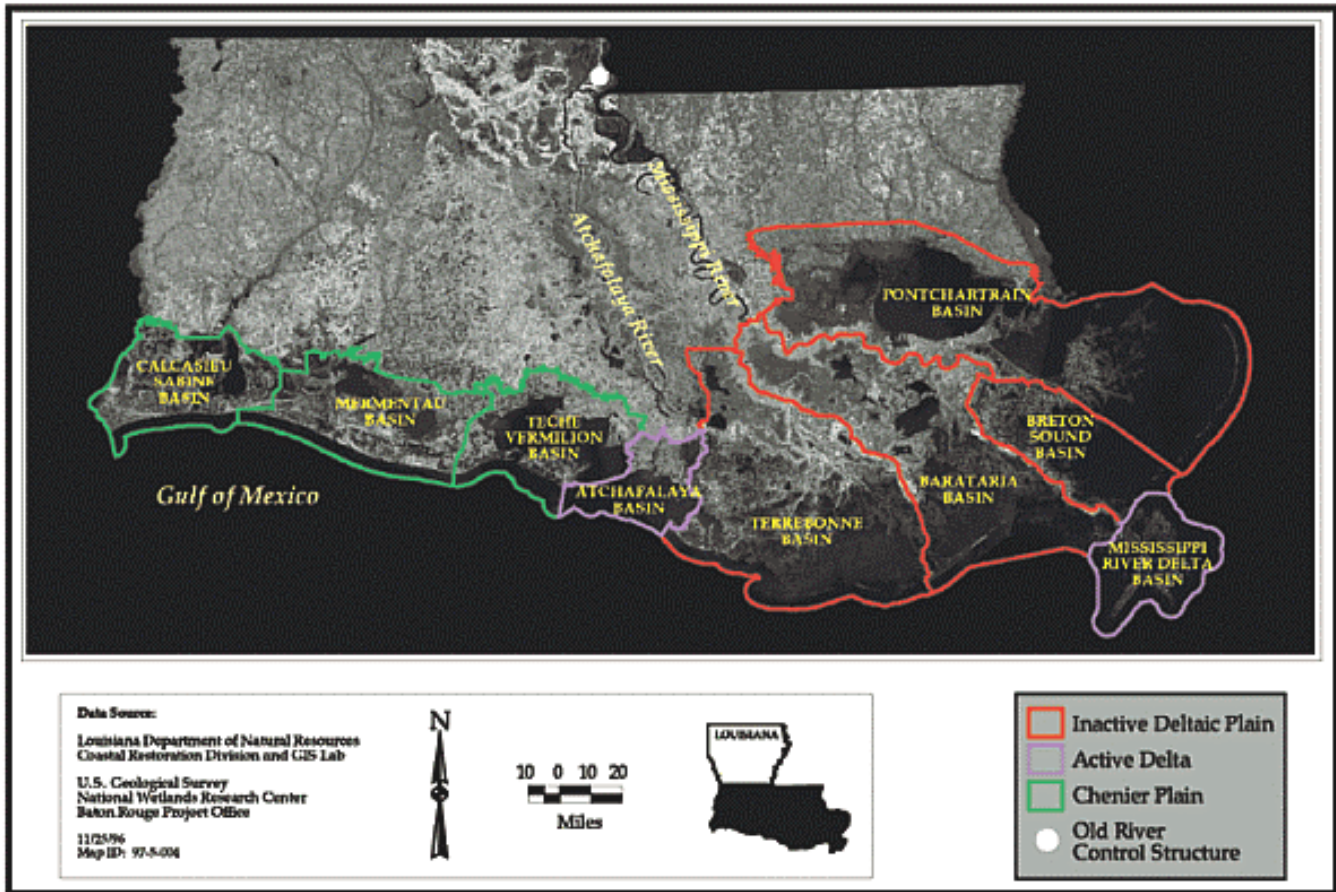 Mississippi River
Atchafalaya River
PONTCHARTRAIN
BASIN
CALCASIEU
SABINE
BASIN
MERMENTAU
BASIN
TECHE
VERMILION
BASIN
BRETON
SOUND
BASIN
ATCHAFALAYA
BASIN
BARATARIA
BASIN
Gulf of Mexico
TERREBONNE
BASIN
MISSISSIPPI
RIVER DELTA
BASIN
Data Source:
Louisiana Department of Natural Resources
Coastal Restoration Division and GIS Lab
U.S. Geological Survey
National Wetlands Research Center
Baton Rouge Project Office
11/25/96
Map ID: 97-5-004
N
10 0 10 20
Miles
LOUISIANA
Inactive Deltaic Plain
Active Delta
Chenier Plain
Old River
Control Structure